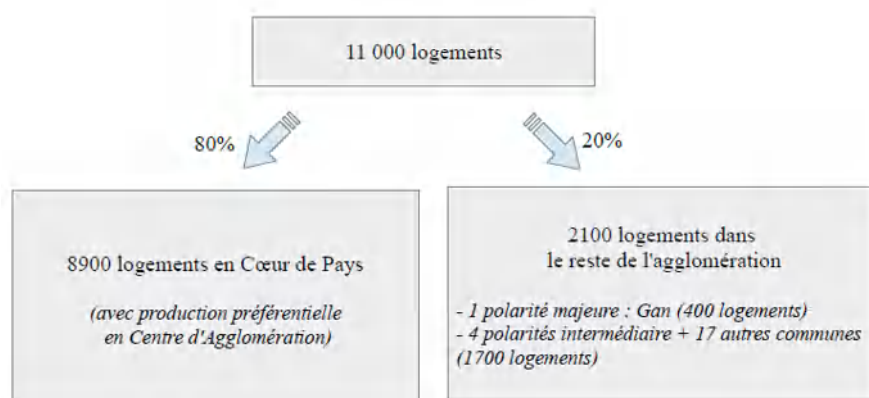 11 000 logements
80%
20%
8900 logements en Cœur de Pays
(avec production préférentielle
en Centre d'Agglomération)
2100 logements dans
le reste de l'agglomération
- 1 polarité majeure : Gan (400 logements)
- 4 polarités intermédiaire + 17 autres communes
(1700 logements)